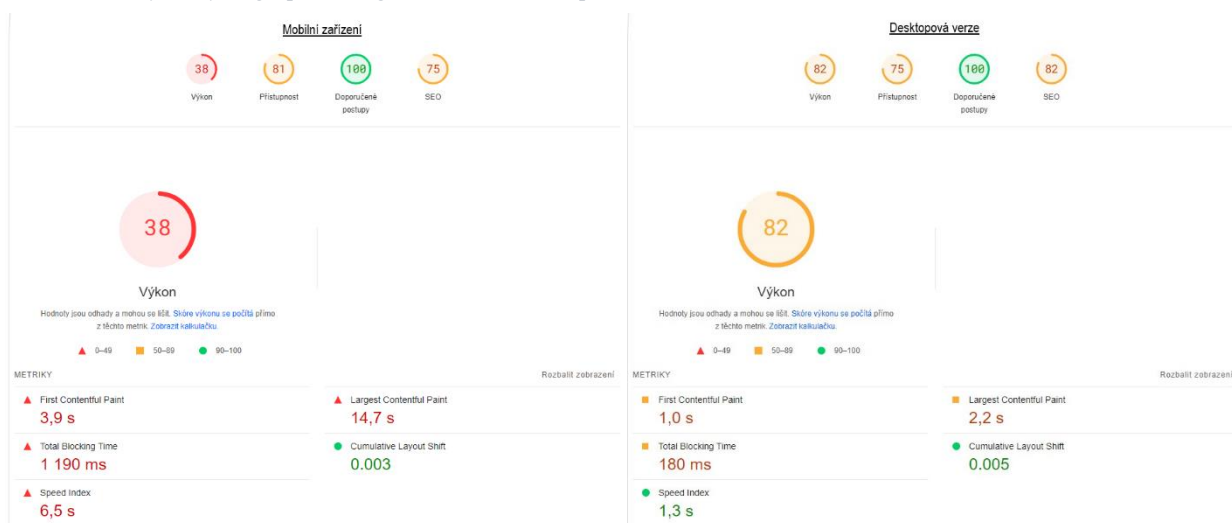 Mobilní zařízení
38
81
100
75
Výkon
Přístupnost
Doporučené
postupy
SEO
38
Výkon
Hodnoty jsou odhady a mohou se lišit. Skóre výkonu se počítá přímo
z těchto metrik. Zobrazit kalkulačku.
0–49
50–89
90–100
METRIKY
Rozbalit zobrazení
First Contentful Paint
3,9 s
Largest Contentful Paint
14,7 s
Total Blocking Time
1 190 ms
Cumulative Layout Shift
0.003
Speed Index
6,5 s
Desktopová verze
82
75
100
82
Výkon
Přístupnost
Doporučené
postupy
SEO
82
Výkon
Hodnoty jsou odhady a mohou se lišit. Skóre výkonu se počítá přímo
z těchto metrik. Zobrazit kalkulačku.
0–49
50–89
90–100
METRIKY
Rozbalit zobrazení
First Contentful Paint
1,0 s
Largest Contentful Paint
2,2 s
Total Blocking Time
180 ms
Cumulative Layout Shift
0.005
Speed Index
1,3 s